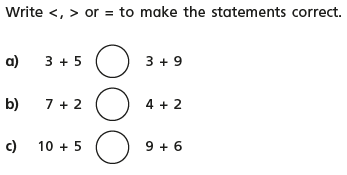 Write <, > or = to make the statements correct.
a) 3 + 5 3 + 9
b) 7 + 2 4 + 2
c) 10 + 5 9 + 6